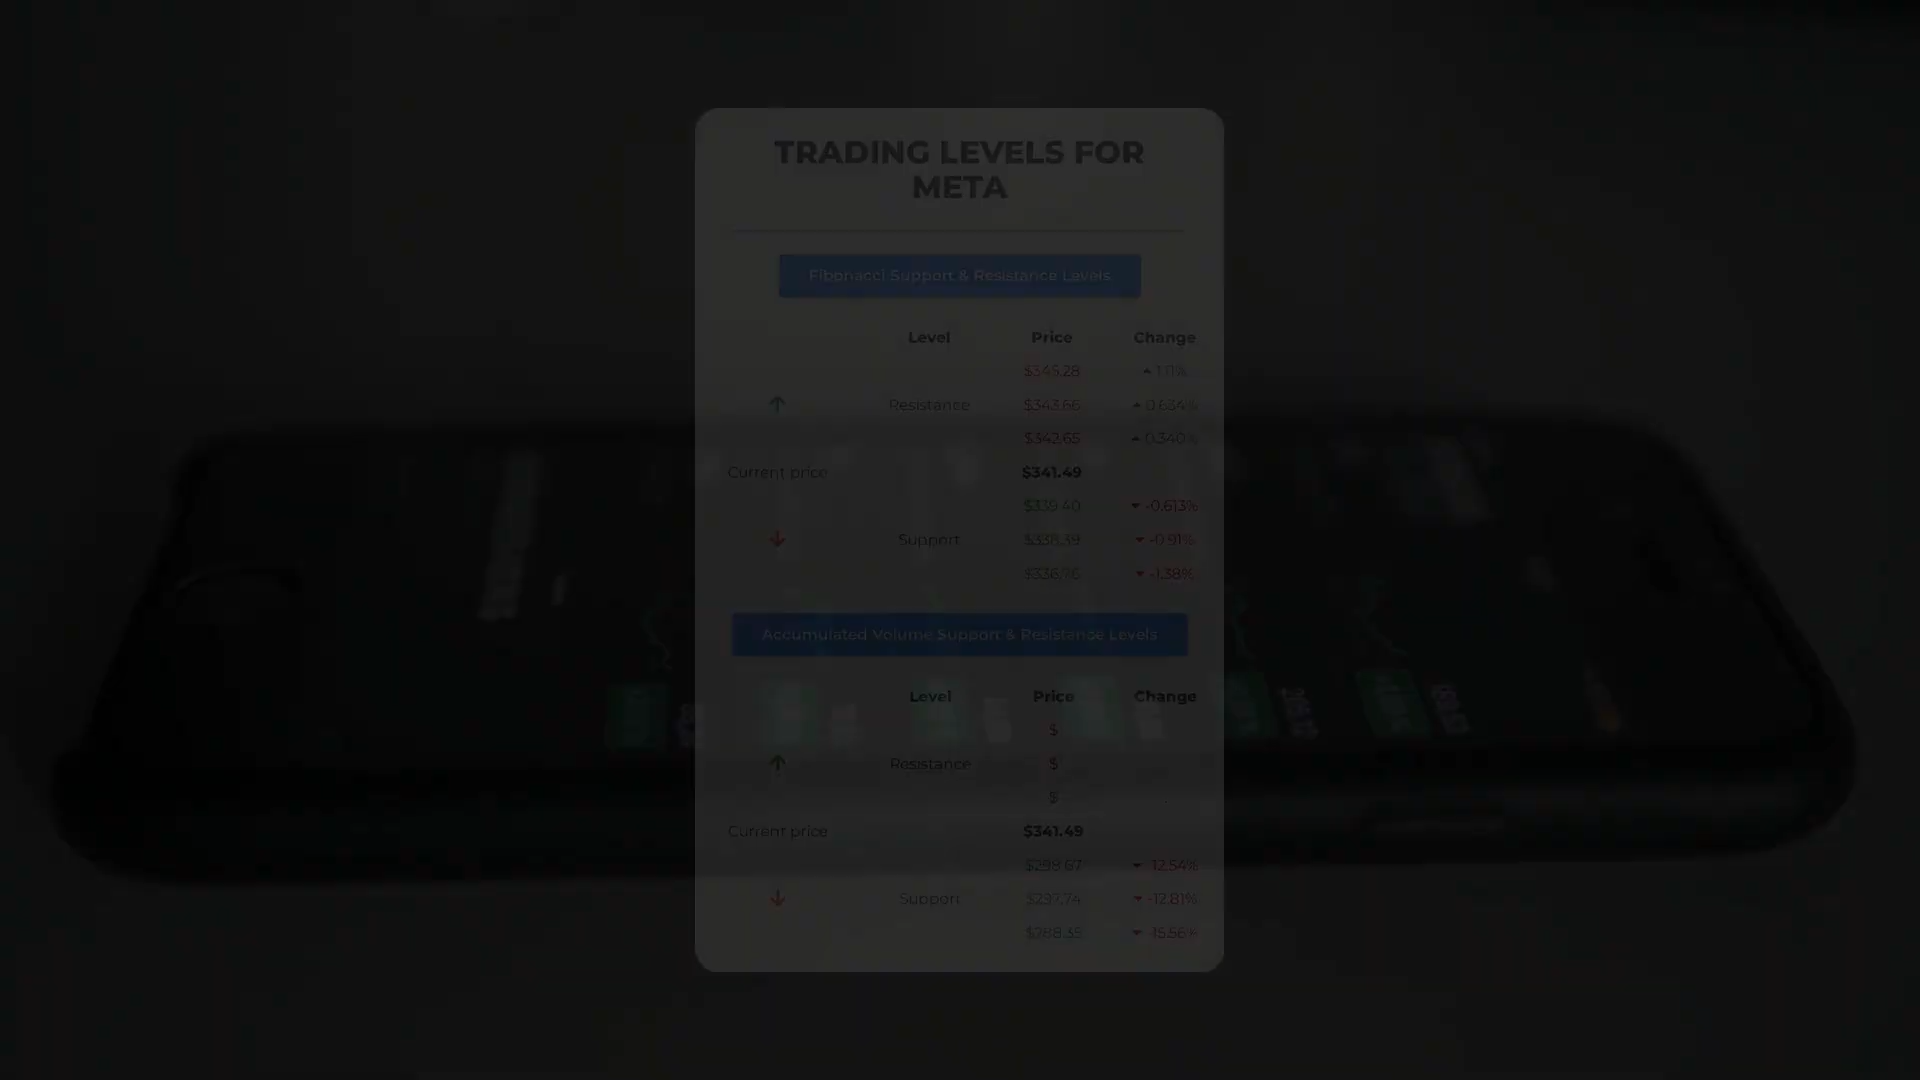 TRADING LEVELS FOR
META
Fibonacci Support & Resistance Levels
Level Price Change
$345.28 1.11%
Resistance $343.66 0.634%
$342.65 0.340%
Current price $341.49
$339.40 -0.613%
Support $338.39 -0.91%
$336.76 -1.38%
Accumulated Volume Support & Resistance Levels
Level Price Change
$
Resistance $
$
Current price $341.49
$298.67 -12.54%
Support $297.74 -12.81%
$288.35 -15.56%